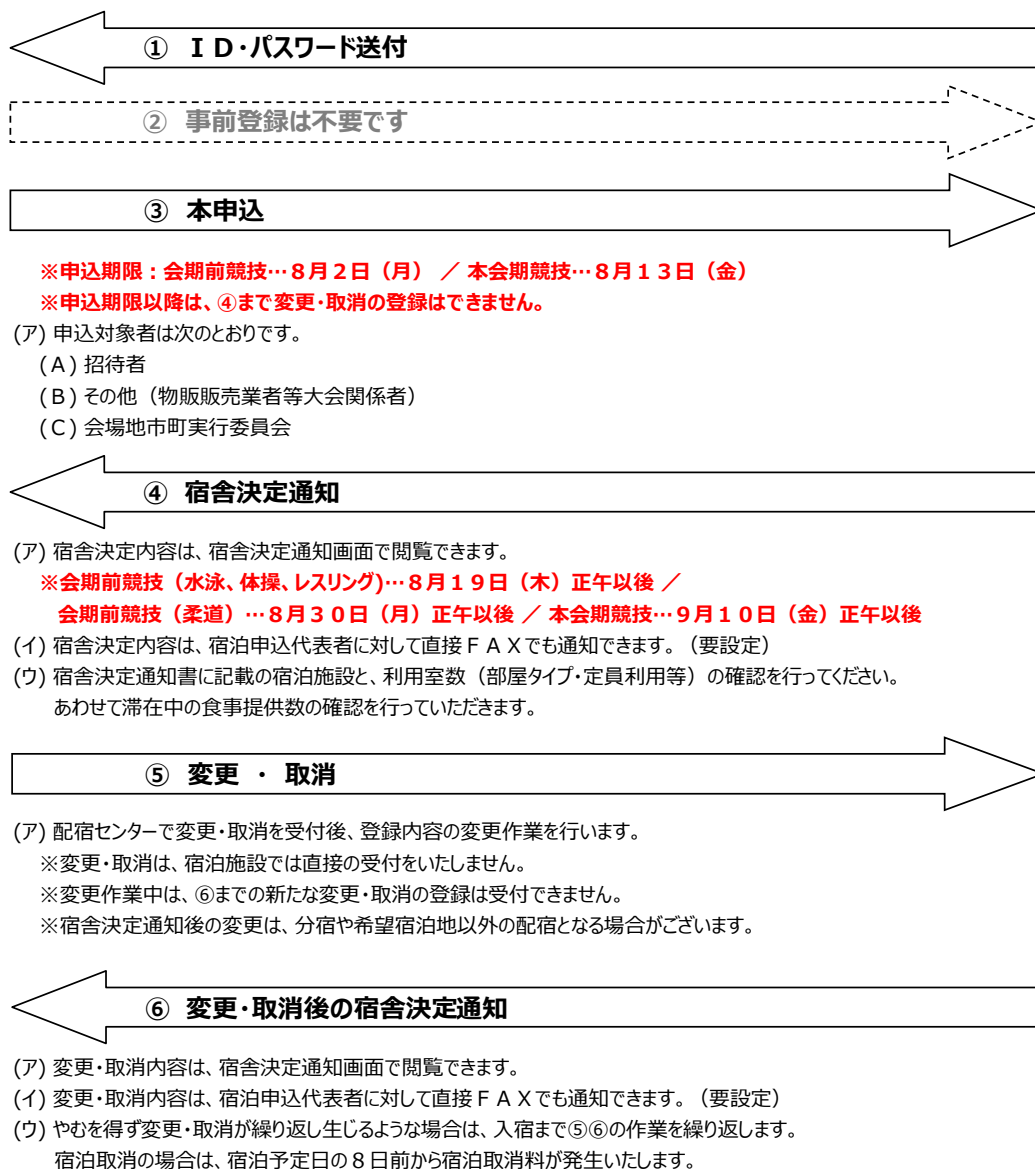 ① ＩＤ・パスワード送付
② 事前登録は不要です
③ 本申込
※申込期限：会期前競技…８月２日（月） ／ 本会期競技…８月１３日（金）
※申込期限以降は、④まで変更・取消の登録はできません。
(ア) 申込対象者は次のとおりです。
(Ａ) 招待者
(Ｂ) その他（物販販売業者等大会関係者）
(Ｃ) 会場地市町実行委員会
④ 宿舎決定通知
(ア) 宿舎決定内容は、宿舎決定通知画面で閲覧できます。
※会期前競技（水泳、体操、レスリング)…８月１９日（木）正午以後 ／
会期前競技（柔道）…８月３０日（月）正午以後 ／ 本会期競技…９月１０日（金）正午以後
(イ) 宿舎決定内容は、宿泊申込代表者に対して直接ＦＡＸでも通知できます。（要設定）
(ウ) 宿舎決定通知書に記載の宿泊施設と、利用室数（部屋タイプ・定員利用等）の確認を行ってください。
あわせて滞在中の食事提供数の確認を行っていただきます。
⑤ 変更 ・ 取消
(ア) 配宿センターで変更・取消を受付後、登録内容の変更作業を行います。
※変更・取消は、宿泊施設では直接の受付をいたしません。
※変更作業中は、⑥までの新たな変更・取消の登録は受付できません。
※宿舎決定通知後の変更は、分宿や希望宿泊地以外の配宿となる場合がございます。
⑥ 変更・取消後の宿舎決定通知
(ア) 変更・取消内容は、宿舎決定通知画面で閲覧できます。
(イ) 変更・取消内容は、宿泊申込代表者に対して直接ＦＡＸでも通知できます。（要設定）
(ウ) やむを得ず変更・取消が繰り返し生じるような場合は、入宿まで⑤⑥の作業を繰り返します。
宿泊取消の場合は、宿泊予定日の８日前から宿泊取消料が発生いたします。